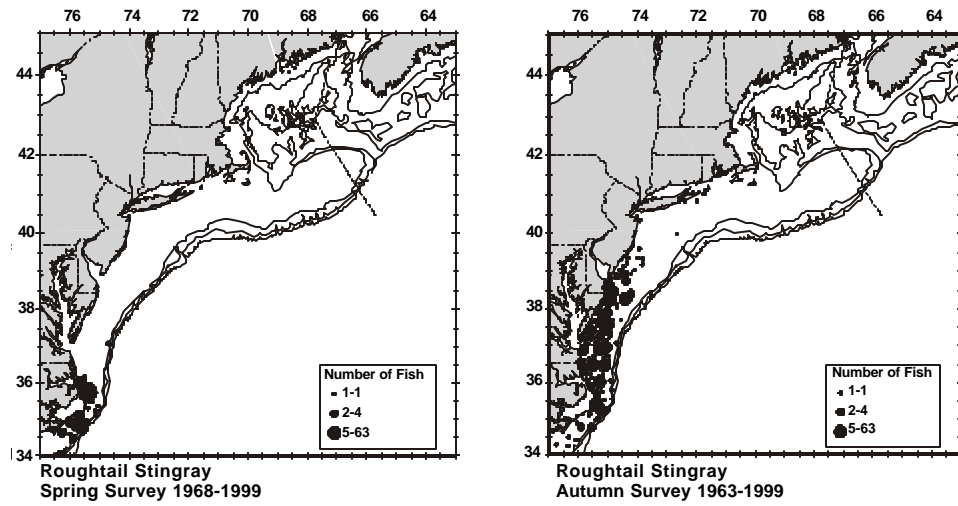 76 74 72 70 68 66 64
44
42
40
38
36
34
Number of Fish
1-1
2-4
5-63
Roughtail Stingray
Spring Survey 1968-1999
76 74 72 70 68 66 64
44
42
40
38
36
34
Number of Fish
1-1
2-4
5-63
Roughtail Stingray
Autumn Survey 1963-1999